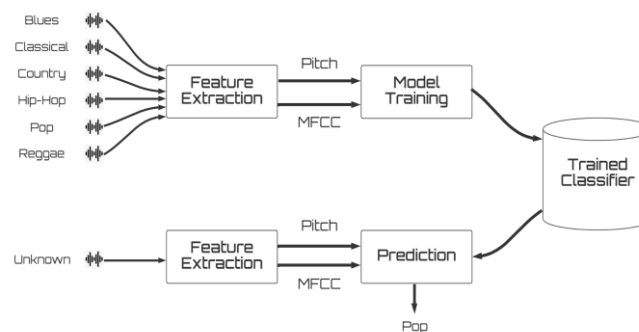 Blues
Classical
Country
Hip-Hop
Pop
Reggae
Feature
Extraction
Pitch
MFCC
Model
Training
Trained
Classifier
Unknown
Feature
Extraction
Pitch
MFCC
Prediction
Pop